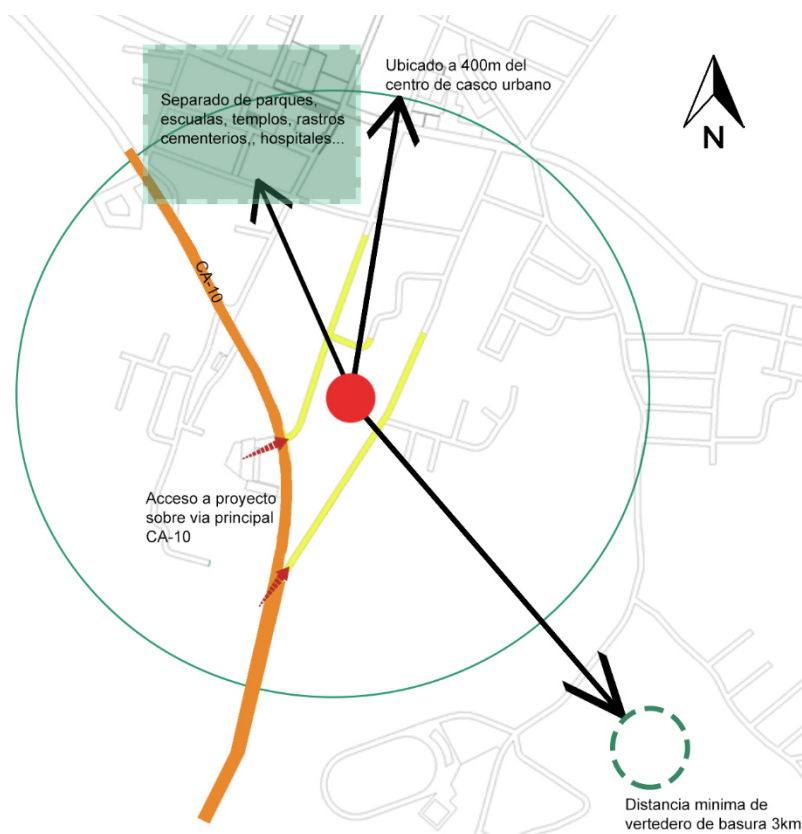 Ubicado a 400m del
centro de casco urbano
Separado de parques,
escualas, templos, rastros
cementerios,, hospitales...
N
CA-10
Acceso a proyecto
sobre via principal
CA-10
Distancia minima de
vertedero de basura 3km